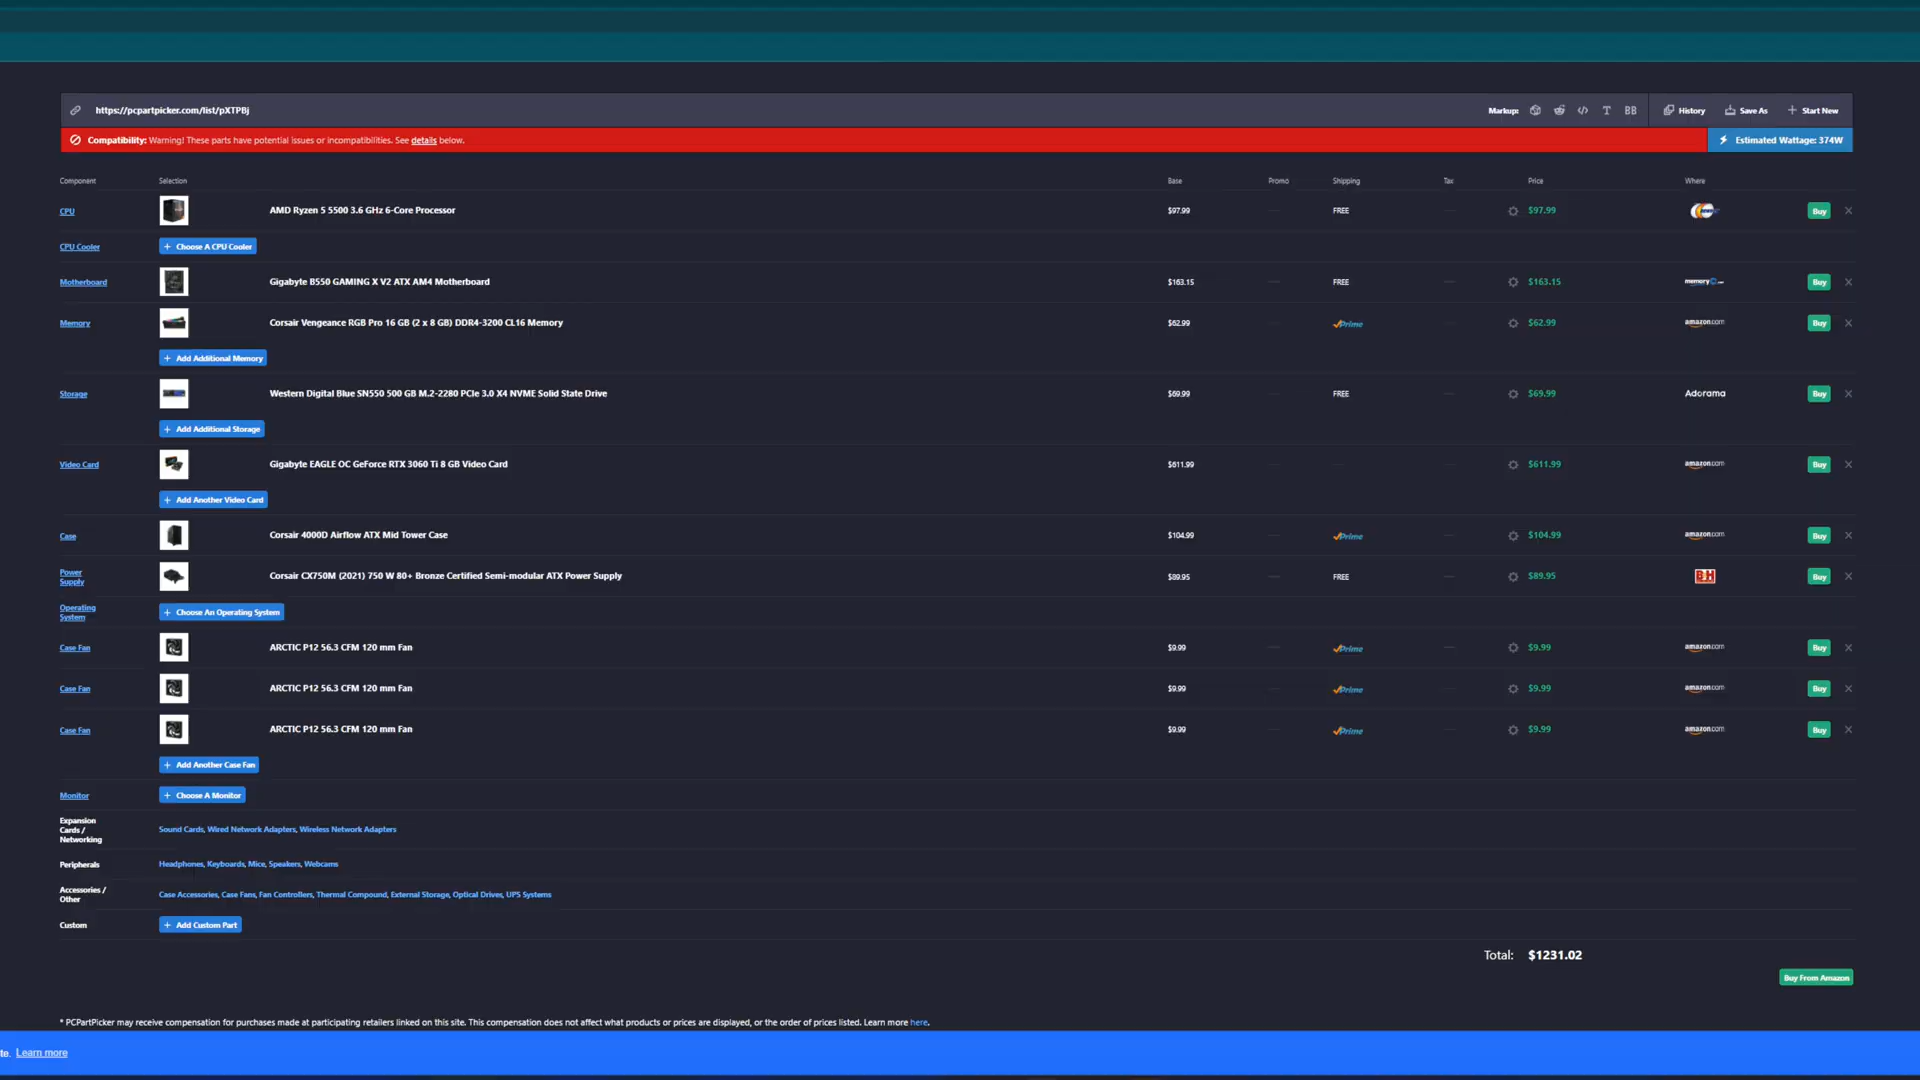 https://pcpartpicker.com/list/pXTPBj Markup: T BB History Save As + Start New
Compatibility: Warning! These parts have potential issues or incompatibilities. See details below. Estimated Wattage: 374W
Component Selection Base Promo Shipping Tax Price Where
CPU AMD Ryzen 5 5500 3.6 GHz 6-Core Processor $97.99 — FREE — $97.99 Buy
CPU Cooler + Choose A CPU Cooler
Motherboard Gigabyte B550 GAMING X V2 ATX AM4 Motherboard $163.15 — FREE — $163.15 Buy
Memory Corsair Vengeance RGB Pro 16 GB (2 x 8 GB) DDR4-3200 CL16 Memory $62.99 — Prime — $62.99 amazon.com Buy
+ Add Additional Memory
Storage Western Digital Blue SN550 500 GB M.2-2280 PCIe 3.0 X4 NVME Solid State Drive $69.99 — FREE — $69.99 Adorama Buy
+ Add Additional Storage
Video Card Gigabyte EAGLE OC GeForce RTX 3060 Ti 8 GB Video Card $611.99 — — — $611.99 amazon.com Buy
+ Add Another Video Card
Case Corsair 4000D Airflow ATX Mid Tower Case $104.99 — Prime — $104.99 amazon.com Buy
Power Supply Corsair CX750M (2021) 750 W 80+ Bronze Certified Semi-modular ATX Power Supply $89.95 — FREE — $89.95 B&H Buy
Operating System + Choose An Operating System
Case Fan ARCTIC P12 56.3 CFM 120 mm Fan $9.99 — Prime — $9.99 amazon.com Buy
Case Fan ARCTIC P12 56.3 CFM 120 mm Fan $9.99 — Prime — $9.99 amazon.com Buy
Case Fan ARCTIC P12 56.3 CFM 120 mm Fan $9.99 — Prime — $9.99 amazon.com Buy
+ Add Another Case Fan
Monitor + Choose A Monitor
Expansion Cards / Networking Sound Cards, Wired Network Adapters, Wireless Network Adapters
Peripherals Headphones, Keyboards, Mice, Speakers, Webcams
Accessories / Other Case Accessories, Case Fans, Fan Controllers, Thermal Compound, External Storage, Optical Drives, UPS Systems
Custom + Add Custom Part
Total: $1231.02
Buy From Amazon
* PCPartPicker may receive compensation for purchases made at participating retailers linked on this site. This compensation does not affect what products or prices are displayed, or the order of prices listed. Learn more here.
te. Learn more